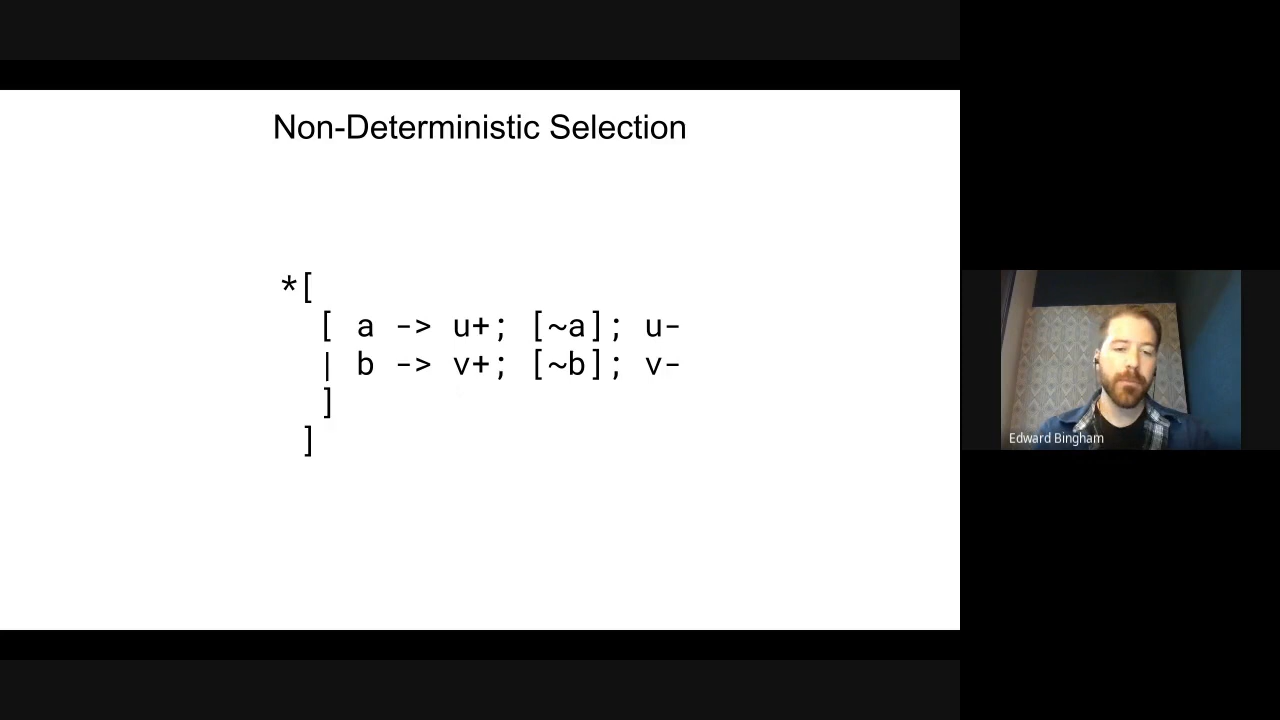 Non-Deterministic Selection
*[
[ a -> u+; [~a]; u-
| b -> v+; [~b]; v-
]
]
Edward Bingham